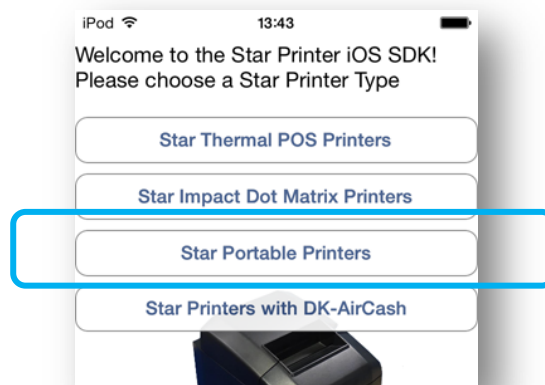 iPod 13:43
Welcome to the Star Printer iOS SDK!
Please choose a Star Printer Type
Star Thermal POS Printers
Star Impact Dot Matrix Printers
Star Portable Printers
Star Printers with DK-AirCash